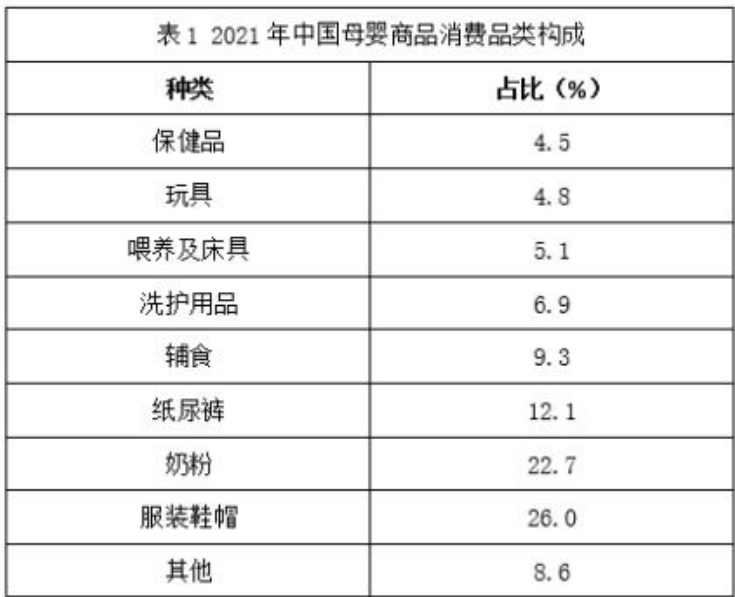 表1 2021年中国母婴商品消费品类构成
种类 占比（%）
保健品 4.5
玩具 4.8
喂养及床具 5.1
洗护用品 6.9
辅食 9.3
纸尿裤 12.1
奶粉 22.7
服装鞋帽 26.0
其他 8.6